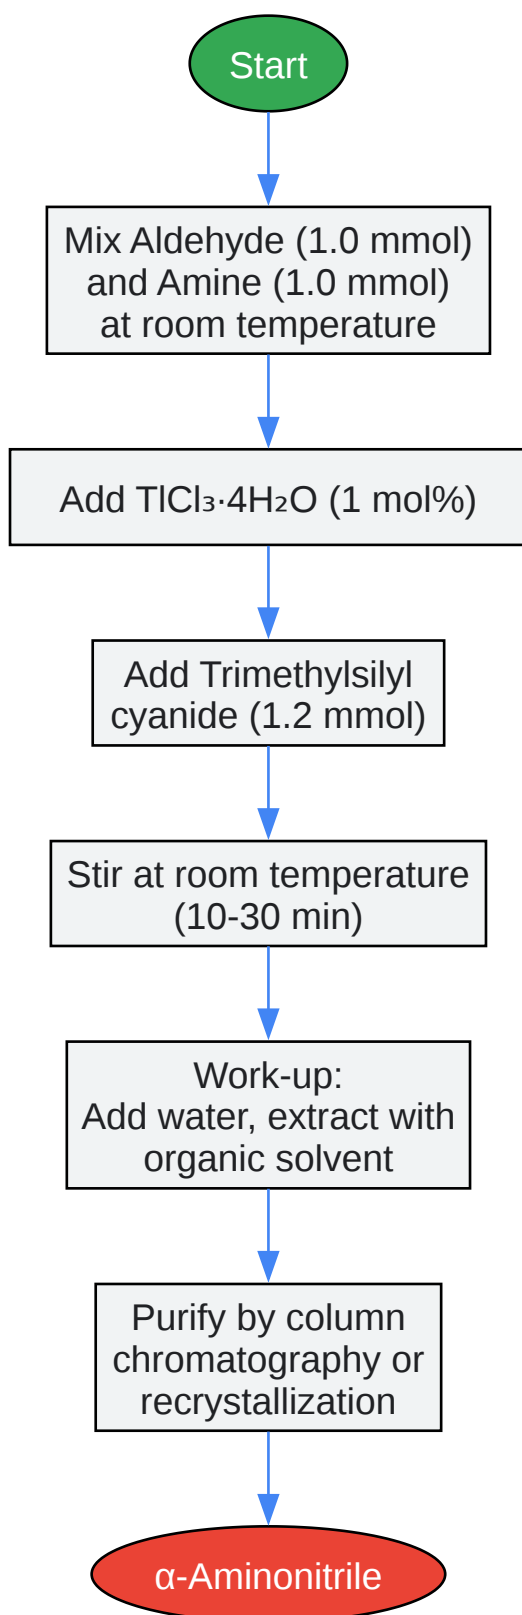 Start
Mix Aldehyde (1.0 mmol)
and Amine (1.0 mmol)
at room temperature
Add TlCl₃·4H₂O (1 mol%)
Add Trimethylsilyl
cyanide (1.2 mmol)
Stir at room temperature
(10-30 min)
Work-up:
Add water, extract with
organic solvent
Purify by column
chromatography or
recrystallization
α-Aminonitrile